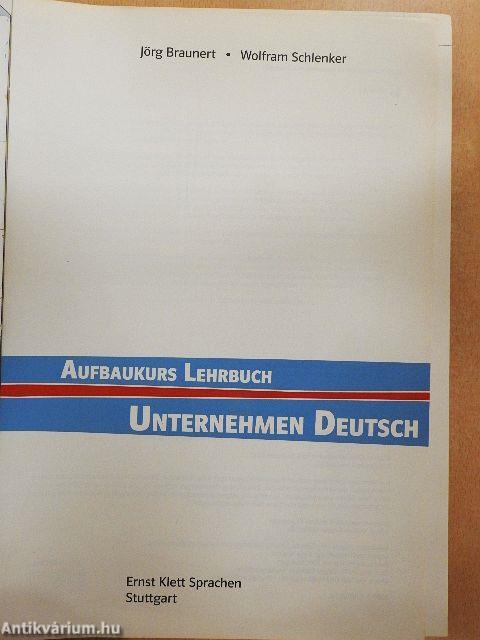 Jörg Braunert • Wolfram Schlenker
AUFBAUKURS LEHRBUCH
UNTERNEHMEN DEUTSCH
Ernst Klett Sprachen
Stuttgart
Antikvárium.hu